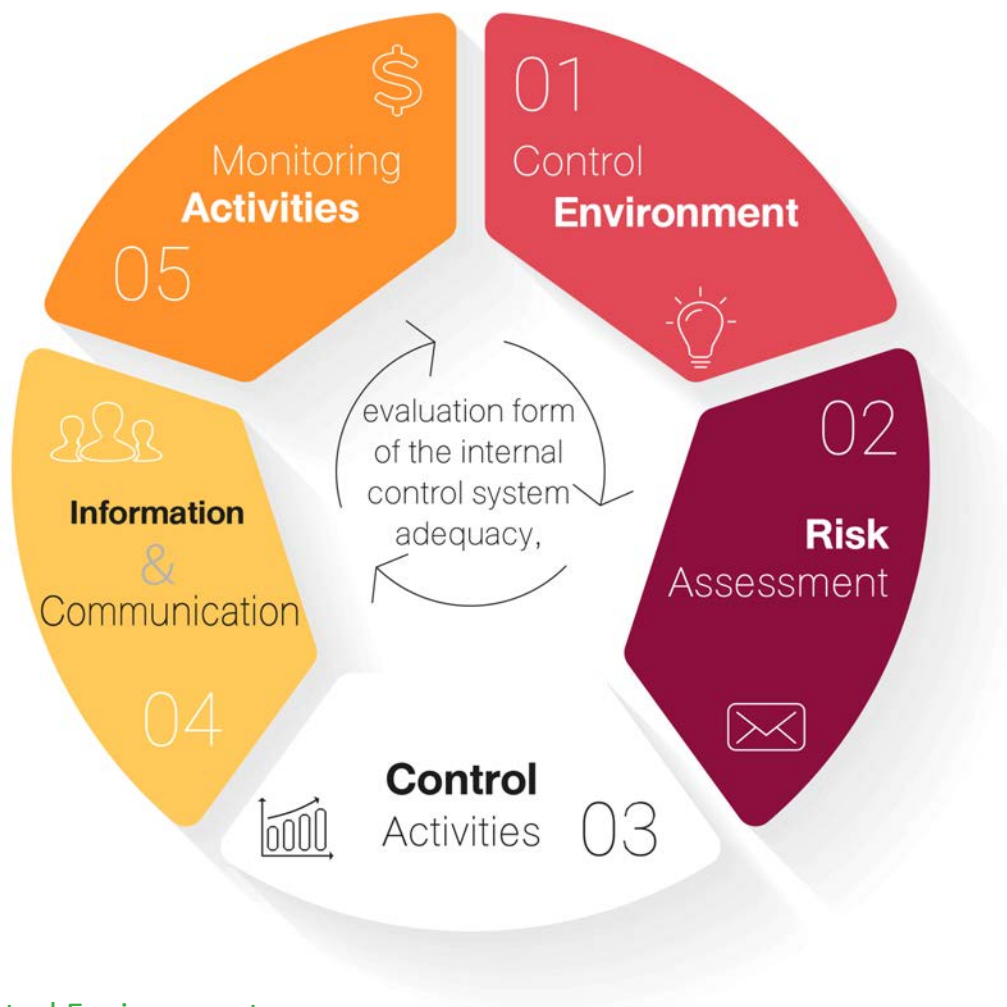 01
Control
Environment
02
Risk
Assessment
Control
Activities
03
Information
&
Communication
04
Monitoring
Activities
05
evaluation form
of the internal
control system
adequacy,